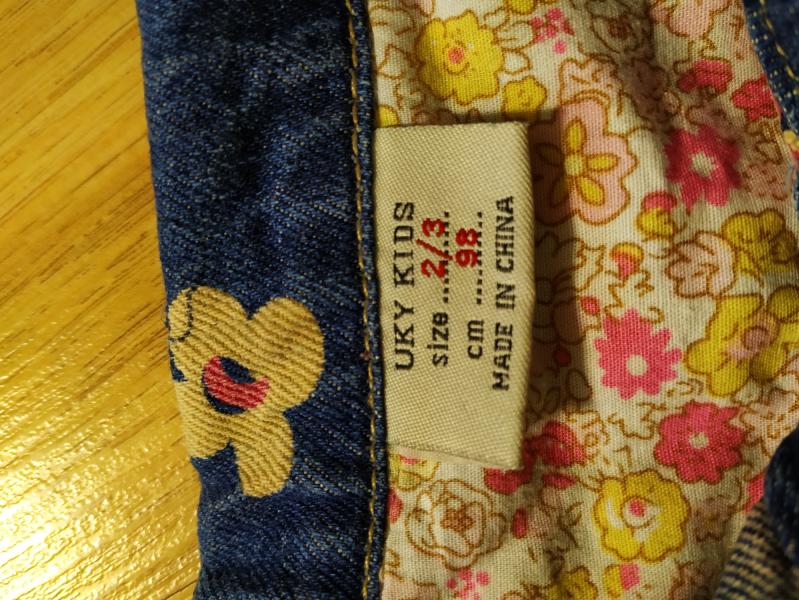 UKY KIDS
size ... 2/3 ...
cm ...... 98 ...
MADE IN CHINA